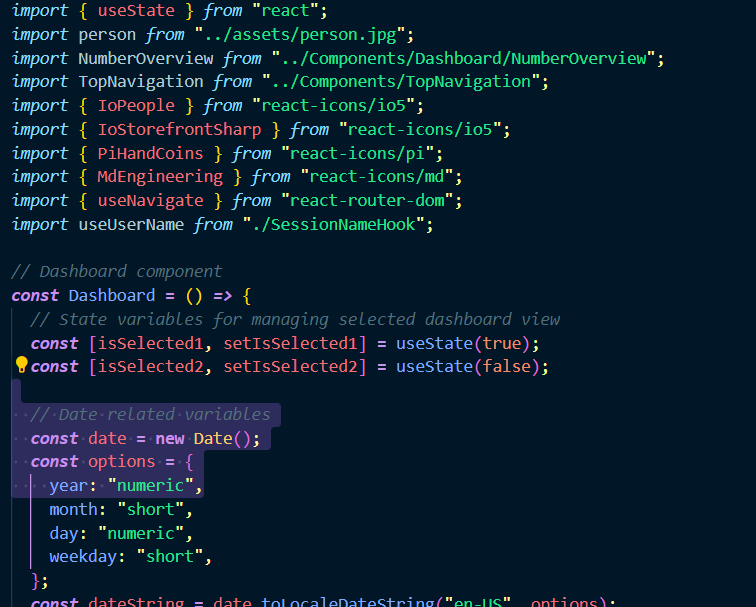 import { useState } from "react";
import person from "../assets/person.jpg";
import NumberOverview from "../Components/Dashboard/NumberOverview";
import TopNavigation from "../Components/TopNavigation";
import { IoPeople } from "react-icons/io5";
import { IoStorefrontSharp } from "react-icons/io5";
import { PiHandCoins } from "react-icons/pi";
import { MdEngineering } from "react-icons/md";
import { useNavigate } from "react-router-dom";
import useUserName from "./SessionNameHook";

// Dashboard component
const Dashboard = () => {
  // State variables for managing selected dashboard view
  const [isSelected1, setIsSelected1] = useState(true);
  const [isSelected2, setIsSelected2] = useState(false);

  // Date related variables
  const date = new Date();
  const options = {
    year: "numeric",
    month: "short",
    day: "numeric",
    weekday: "short",
  };
  const dateString = date.toLocaleDateString("en-US", options);